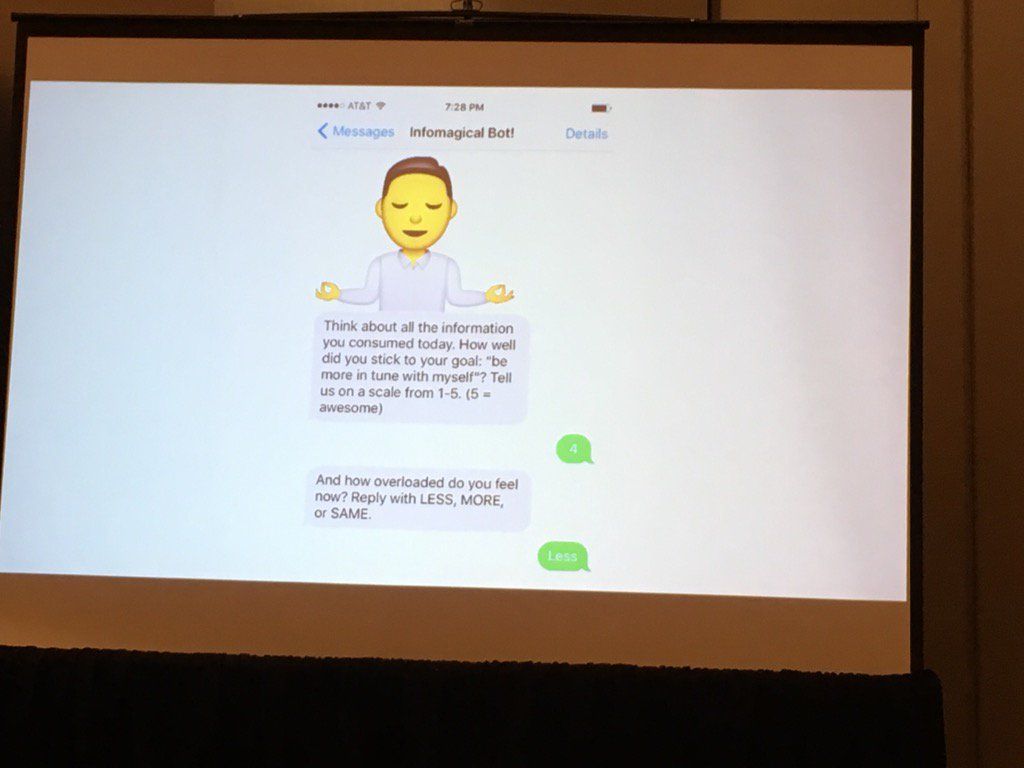 AT&T 7:28 PM
Messages Infomagical Bot! Details
Think about all the information
you consumed today. How well
did you stick to your goal: "be
more in tune with myself"? Tell
us on a scale from 1-5. (5 =
awesome)
4
And how overloaded do you feel
now? Reply with LESS, MORE,
or SAME.
Less